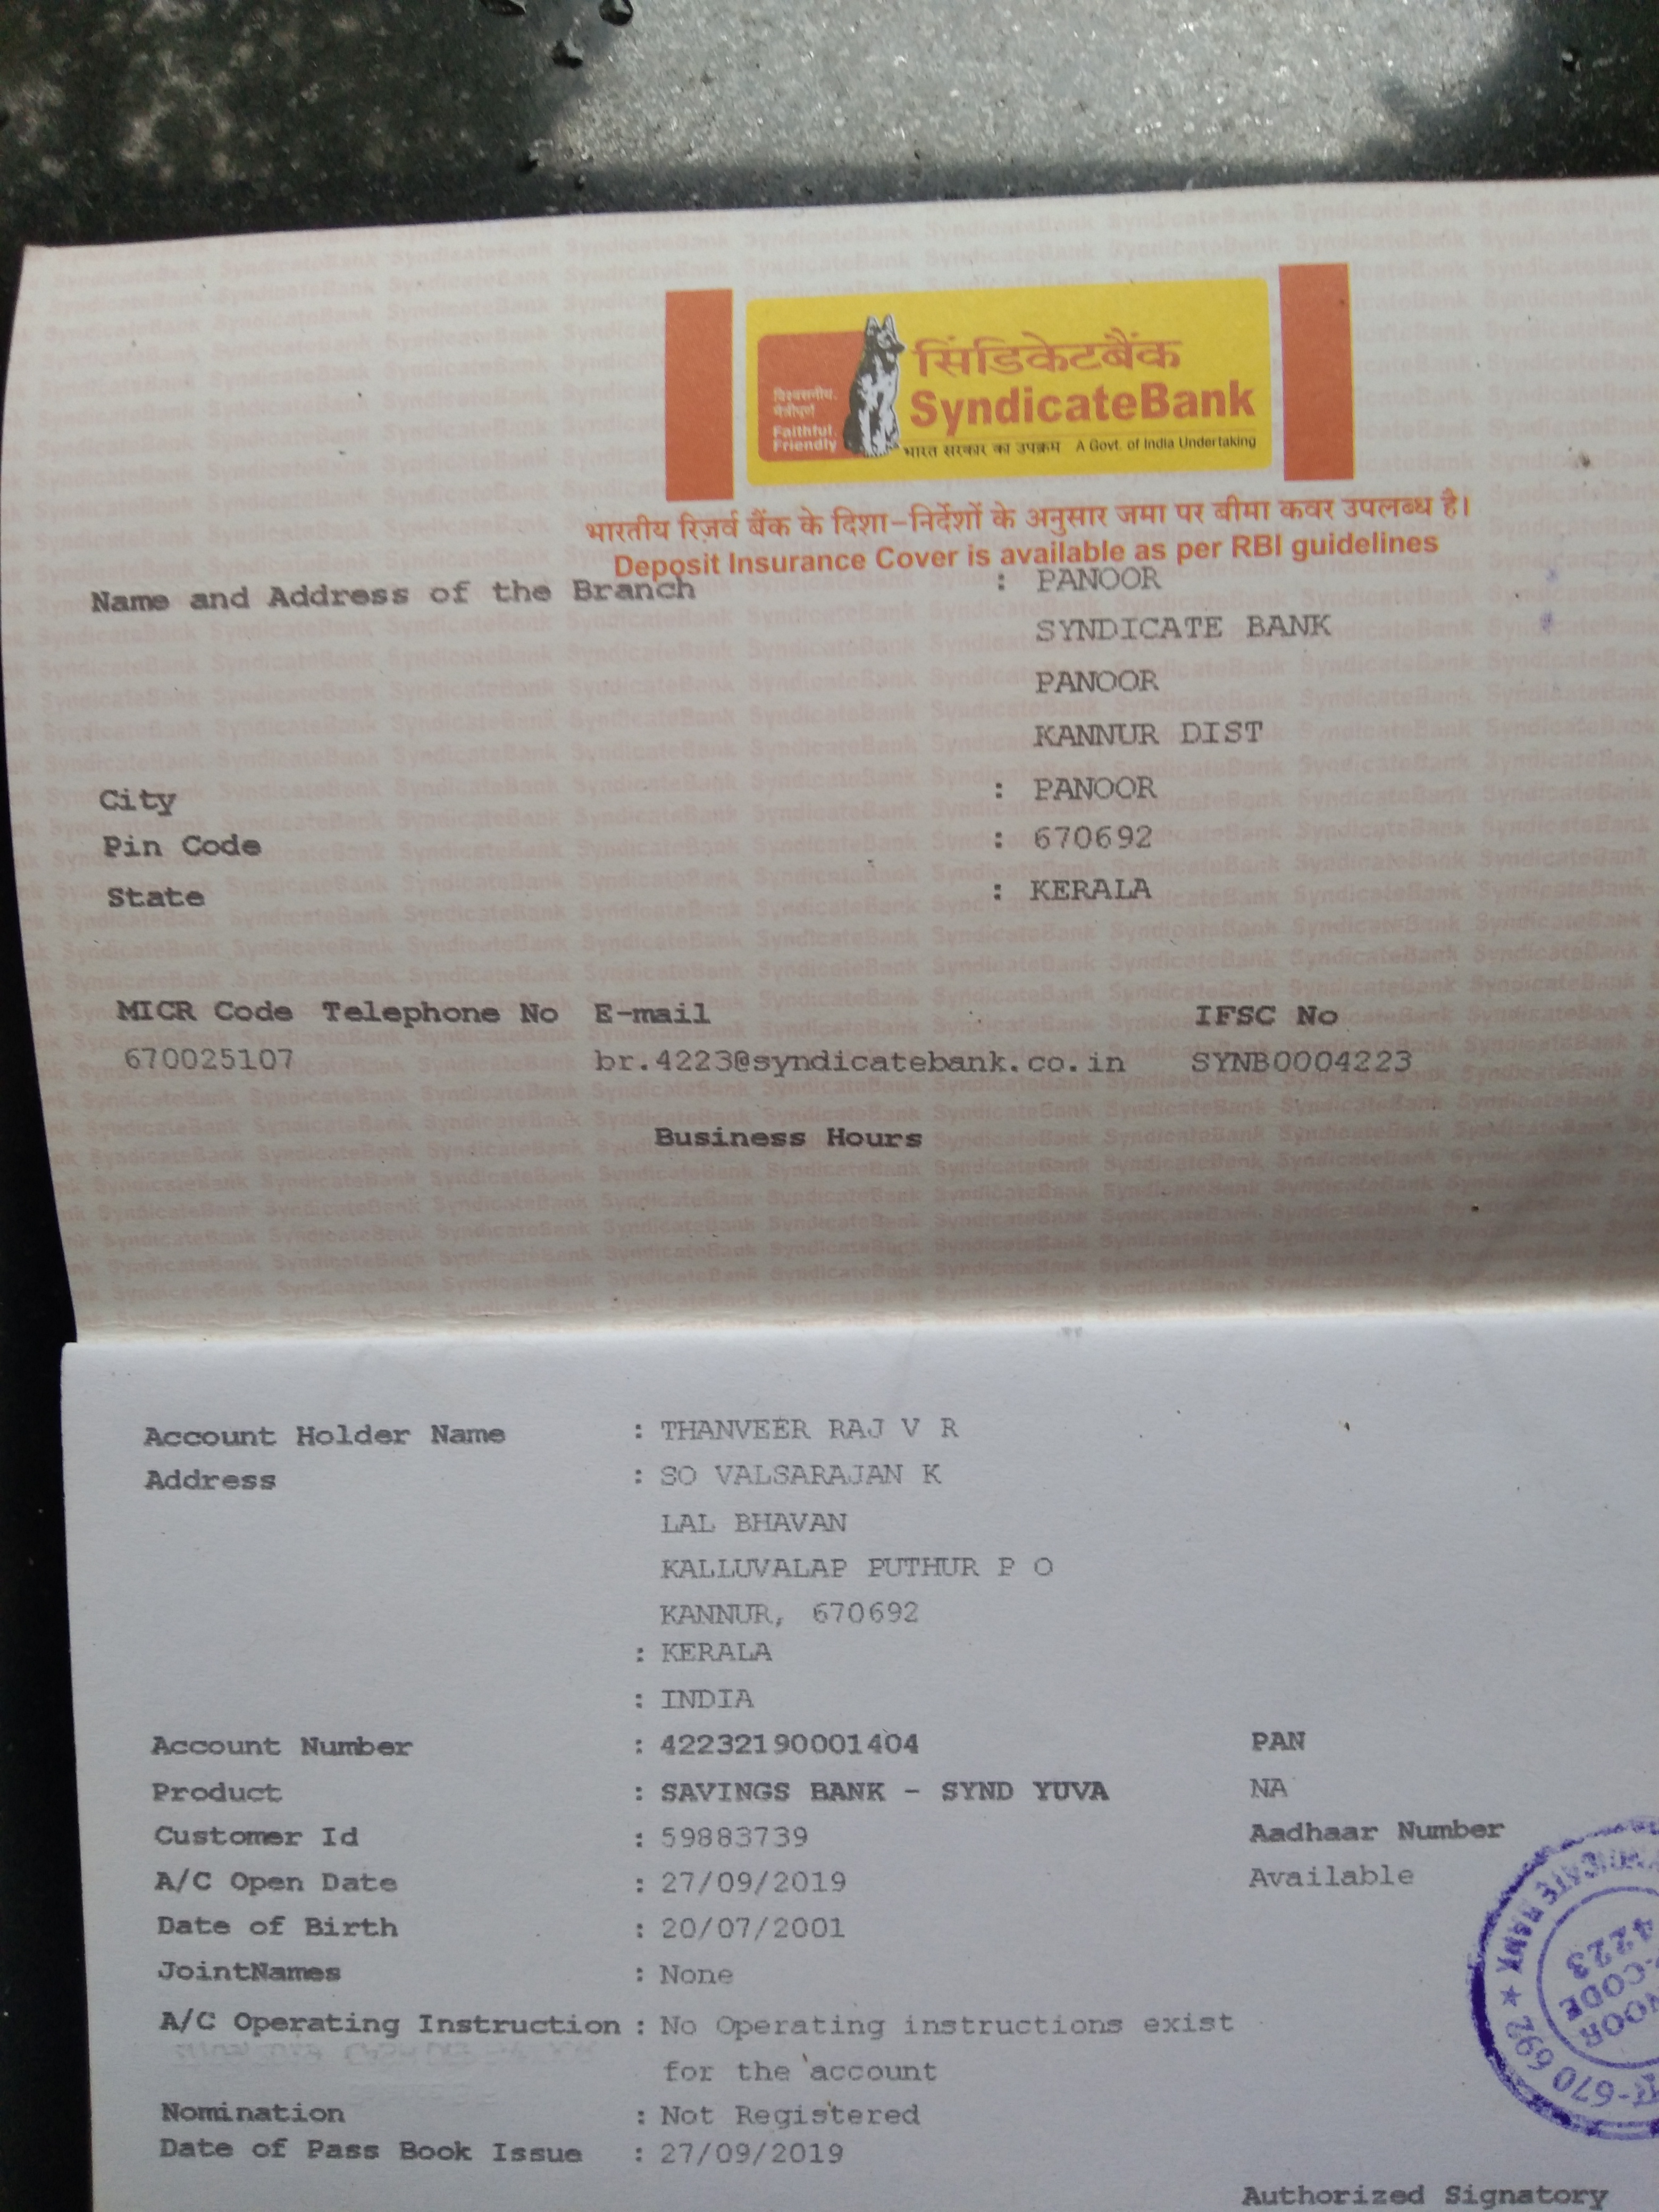 सिंडिकेटबैंक
SyndicateBank
विश्वसनीय, मैत्रीपूर्ण
Faithful, Friendly
भारत सरकार का उपक्रम A Govt. of India Undertaking
भारतीय रिज़र्व बैंक के दिशा-निर्देशों के अनुसार जमा पर बीमा कवर उपलब्ध है।
Deposit Insurance Cover is available as per RBI guidelines
Name and Address of the Branch : PANOOR
SYNDICATE BANK
PANOOR
KANNUR DIST
City : PANOOR
Pin Code : 670692
State : KERALA
MICR Code Telephone No E-mail IFSC No
670025107 br.4223@syndicatebank.co.in SYNB0004223
Business Hours
Account Holder Name : THANVEER RAJ V R
Address : SO VALSARAJAN K
LAL BHAVAN
KALLUVALAP PUTHUR P O
KANNUR, 670692
: KERALA
: INDIA
Account Number : 42232190001404 PAN
Product : SAVINGS BANK - SYND YUVA NA
Customer Id : 59883739 Aadhaar Number
A/C Open Date : 27/09/2019 Available
Date of Birth : 20/07/2001
JointNames : None
A/C Operating Instruction : No Operating instructions exist
for the account
Nomination : Not Registered
Date of Pass Book Issue : 27/09/2019
Authorized Signatory
4223
CODE
670 692